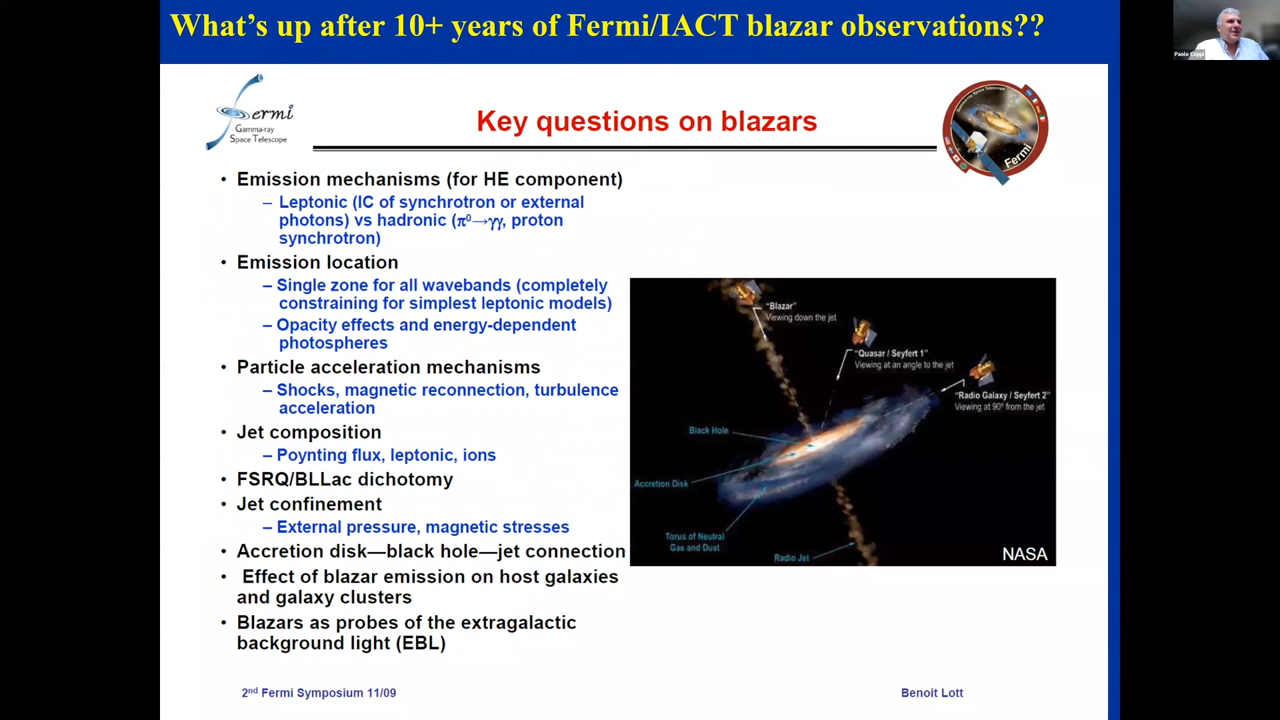 What's up after 10+ years of Fermi/IACT blazar observations??
Paolo Coppi
Fermi
Gamma-ray
Space Telescope
Key questions on blazars
Fermi
• Emission mechanisms (for HE component)
– Leptonic (IC of synchrotron or external
photons) vs hadronic (π⁰→γγ, proton
synchrotron)
• Emission location
– Single zone for all wavebands (completely
constraining for simplest leptonic models)
– Opacity effects and energy-dependent
photospheres
• Particle acceleration mechanisms
– Shocks, magnetic reconnection, turbulence
acceleration
• Jet composition
– Poynting flux, leptonic, ions
• FSRQ/BLLac dichotomy
• Jet confinement
– External pressure, magnetic stresses
• Accretion disk—black hole—jet connection
• Effect of blazar emission on host galaxies
and galaxy clusters
• Blazars as probes of the extragalactic
background light (EBL)
"Blazar"
Viewing down the jet
"Quasar / Seyfert 1"
Viewing at an angle to the jet
"Radio Galaxy / Seyfert 2"
Viewing at 90º from the jet
Black Hole
Accretion Disk
Torus of Neutral
Gas and Dust
Radio Jet
NASA
2nd Fermi Symposium 11/09
Benoit Lott